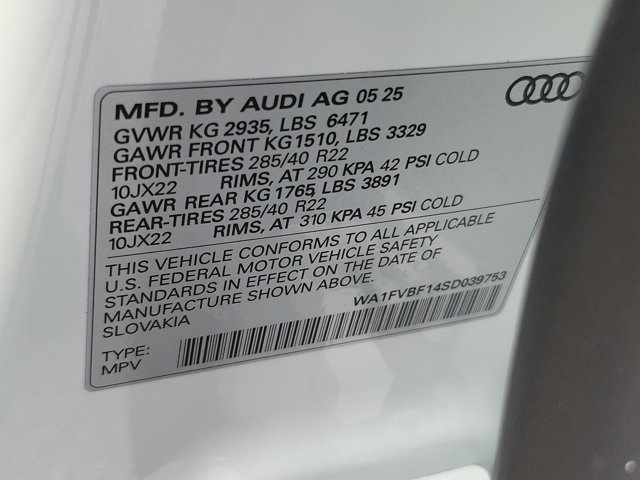 MFD. BY AUDI AG 05 25
GVWR KG 2935, LBS 6471
GAWR FRONT KG1510, LBS 3329
FRONT-TIRES 285/40 R22
10JX22 RIMS, AT 290 KPA 42 PSI COLD
GAWR REAR KG 1765 LBS 3891
REAR-TIRES 285/40 R22
10JX22 RIMS, AT 310 KPA 45 PSI COLD
THIS VEHICLE CONFORMS TO ALL APPLICABLE
U.S. FEDERAL MOTOR VEHICLE SAFETY
STANDARDS IN EFFECT ON THE DATE OF
MANUFACTURE SHOWN ABOVE.
SLOVAKIA
WA1FVBF14SD039753
TYPE:
MPV